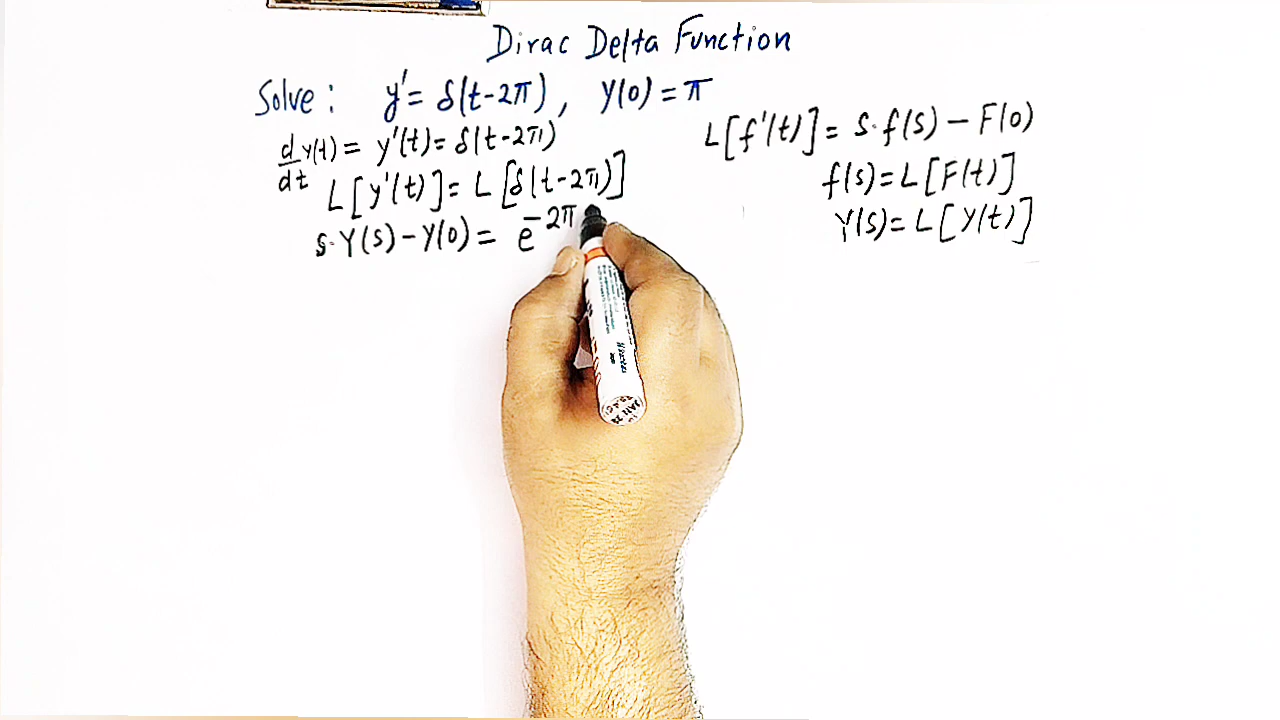 Dirac Delta Function
Solve: y' = δ(t-2π), y(0) = π
d/dt y(t) = y'(t) = δ(t-2π)
L[y'(t)] = L[δ(t-2π)]
s·Y(s) - Y(0) = e^-2π
L[f'(t)] = s·f(s) - F(0)
f(s) = L[F(t)]
Y(s) = L[y(t)]